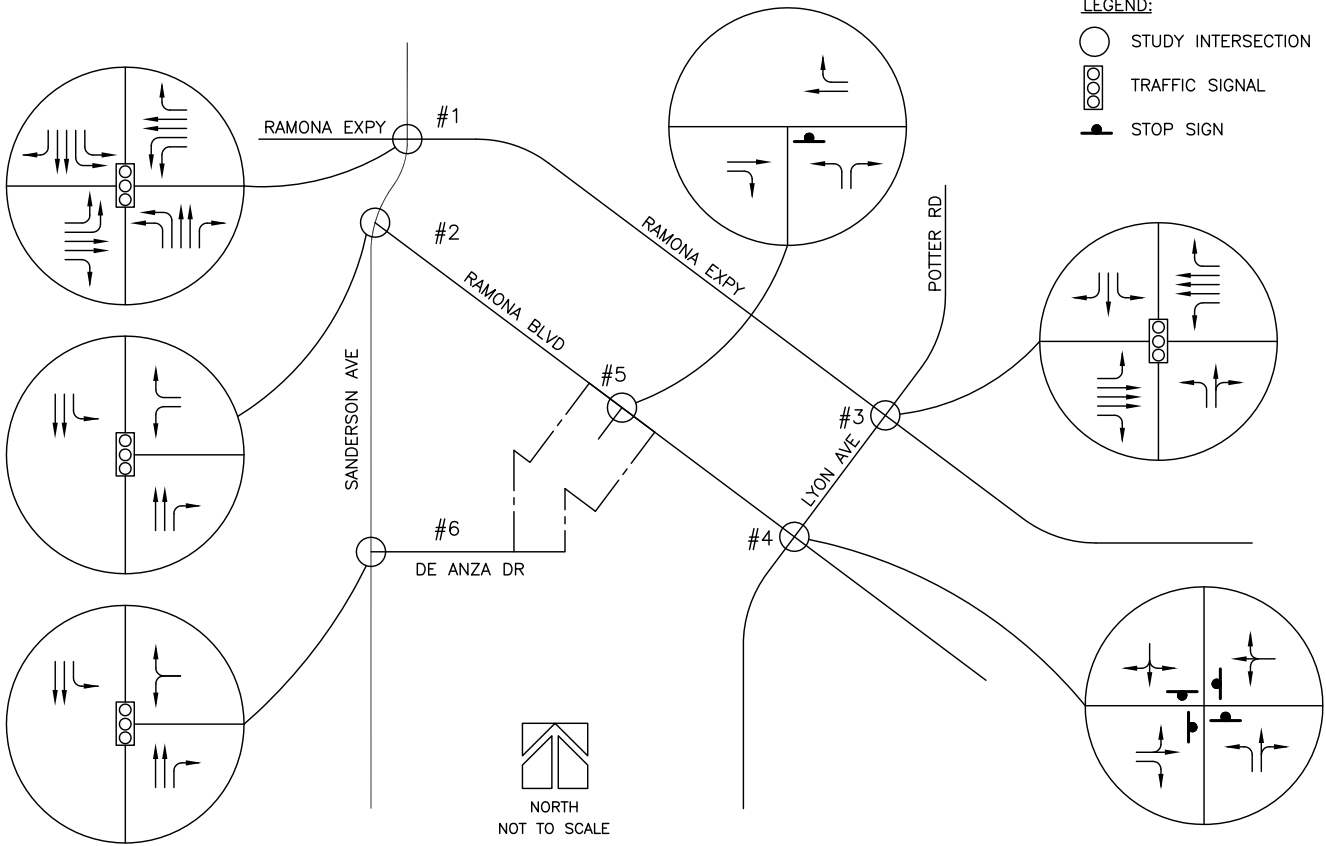 LEGEND:
STUDY INTERSECTION
TRAFFIC SIGNAL
STOP SIGN
#1
RAMONA EXPY
#2
RAMONA EXPY
POTTER RD
RAMONA BLVD
SANDERSON AVE
#5
#3
LYON AVE
#6
#4
DE ANZA DR
NORTH
NOT TO SCALE